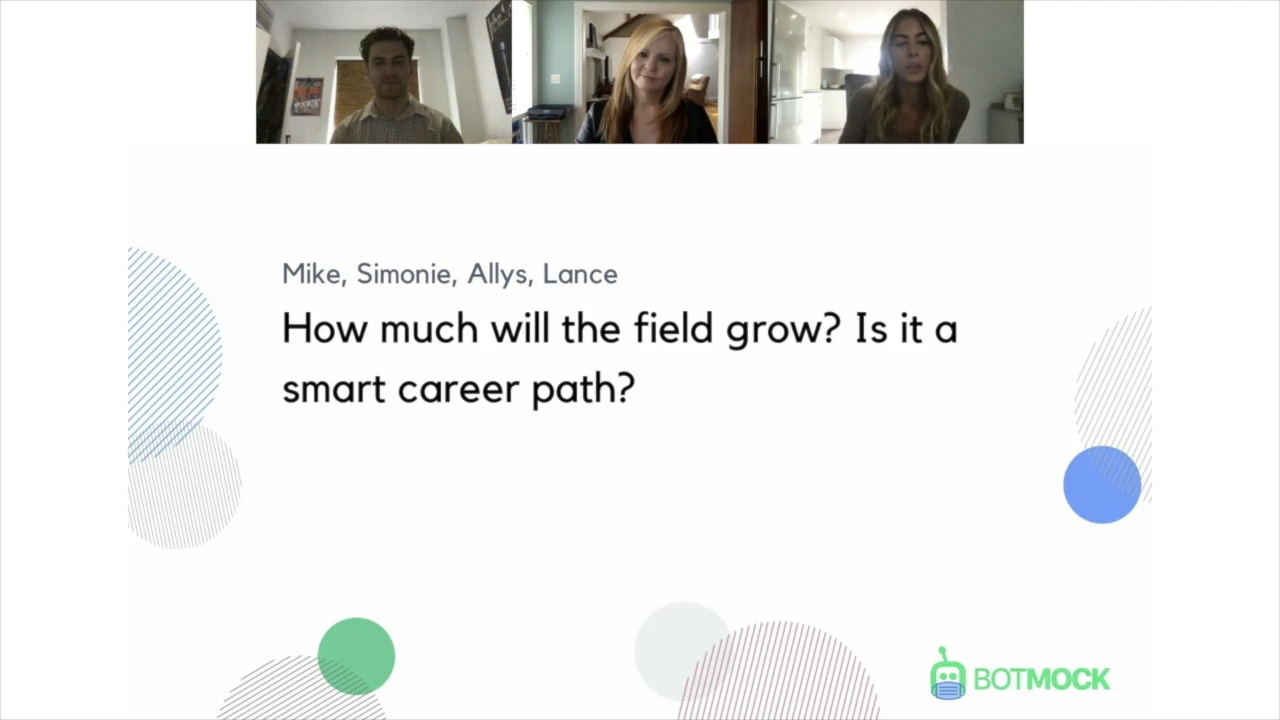 Mike, Simonie, Allys, Lance
How much will the field grow? Is it a
smart career path?
BOTMOCK